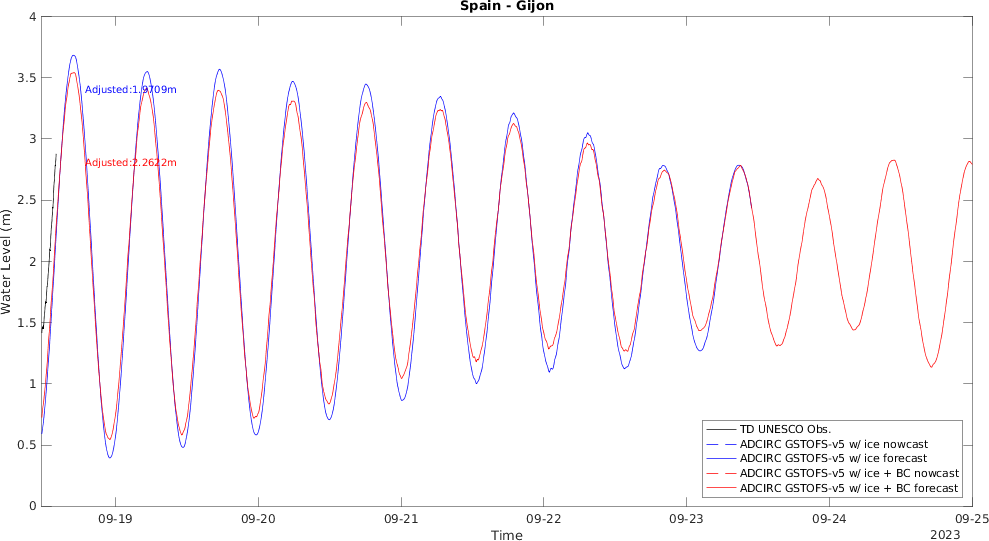 Spain - Gijon
Water Level (m)
4
3.5
3
2.5
2
1.5
1
0.5
0
Adjusted:1.9709m
Adjusted:2.2622m
TD UNESCO Obs.
ADCIRC GSTOFS-v5 w/ ice nowcast
ADCIRC GSTOFS-v5 w/ ice forecast
ADCIRC GSTOFS-v5 w/ ice + BC nowcast
ADCIRC GSTOFS-v5 w/ ice + BC forecast
09-19 09-20 09-21 09-22 09-23 09-24 09-25
Time
2023